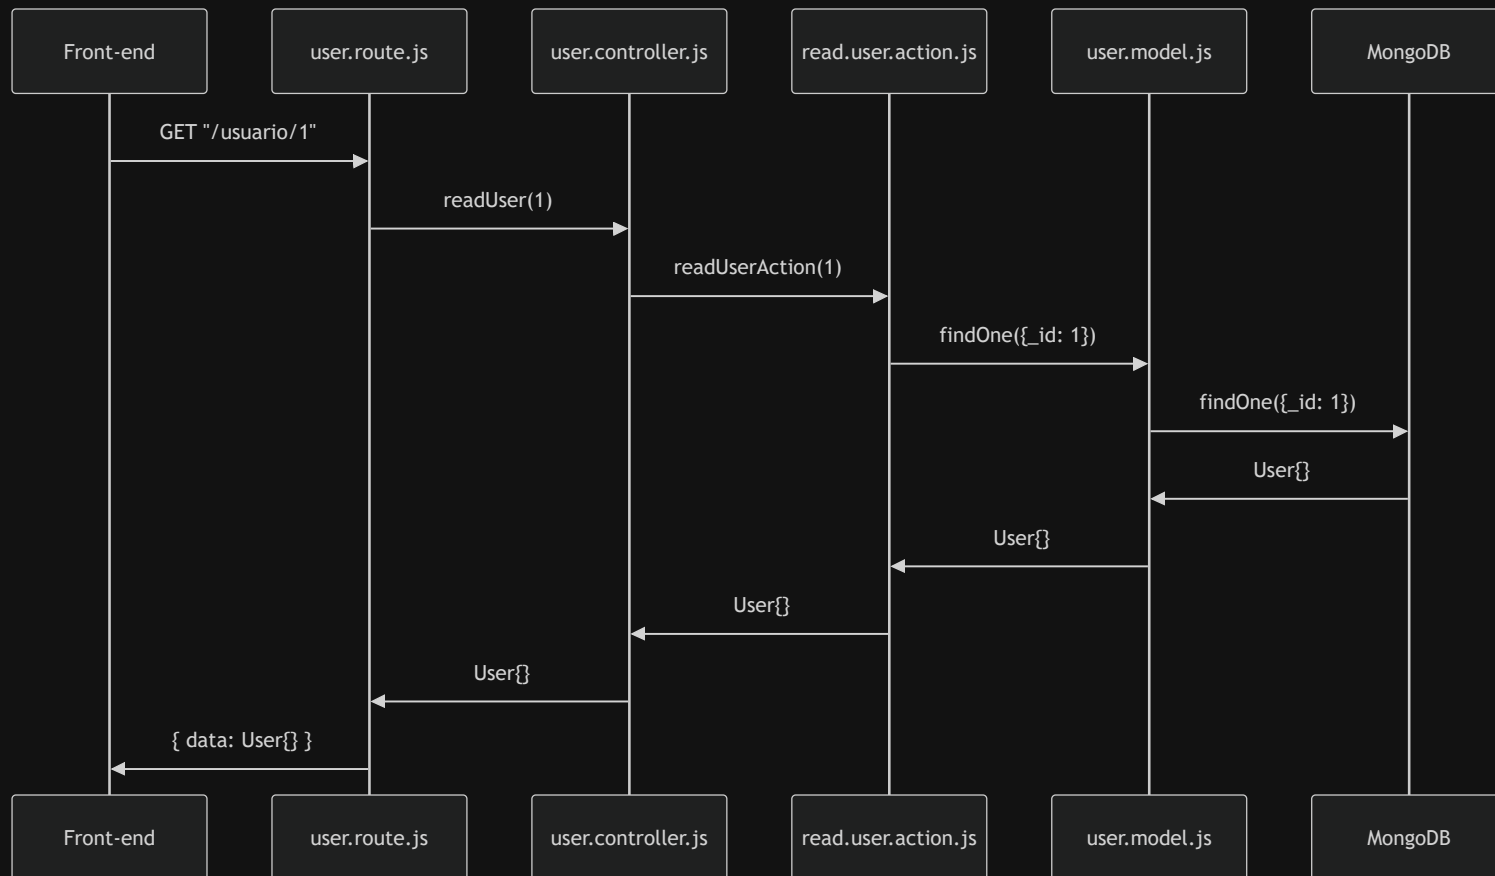 Front-end
user.route.js
user.controller.js
read.user.action.js
user.model.js
MongoDB
GET "/usuario/1"
readUser(1)
readUserAction(1)
findOne({_id: 1})
findOne({_id: 1})
User{}
User{}
User{}
User{}
{ data: User{} }
Front-end
user.route.js
user.controller.js
read.user.action.js
user.model.js
MongoDB